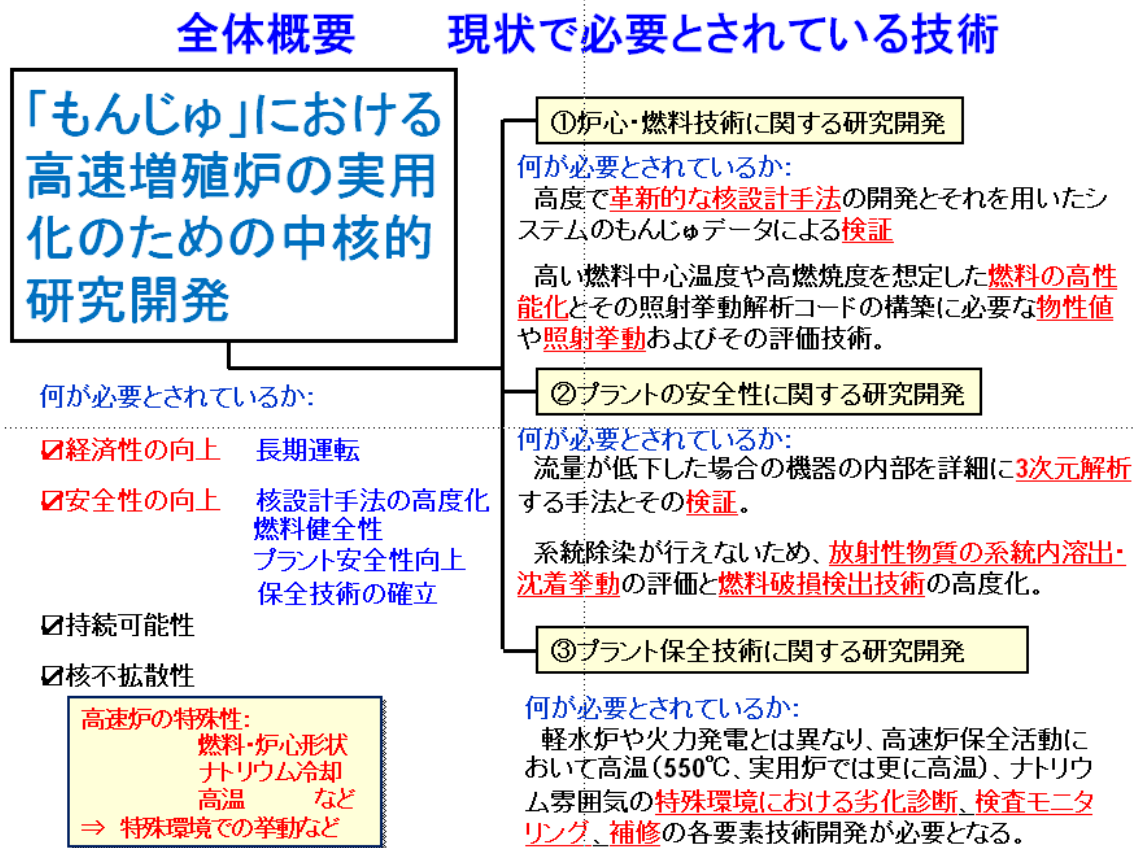 全体概要　現状で必要とされている技術
「もんじゅ」における
高速増殖炉の実用
化のための中核的
研究開発
何が必要とされているか:
☑経済性の向上　長期運転
☑安全性の向上　核設計手法の高度化
燃料健全性
プラント安全性向上
保全技術の確立
☑持続可能性
☑核不拡散性
高速炉の特殊性:
燃料・炉心形状
ナトリウム冷却
高温　など
⇒ 特殊環境での挙動など
①炉心・燃料技術に関する研究開発
何が必要とされているか:
高度で革新的な核設計手法の開発とそれを用いたシ
ステムのもんじゅデータによる検証
高い燃料中心温度や高燃焼度を想定した燃料の高性
能化とその照射挙動解析コードの構築に必要な物性値
や照射挙動およびその評価技術。
②プラントの安全性に関する研究開発
何が必要とされているか:
流量が低下した場合の機器の内部を詳細に3次元解析
する手法とその検証。
系統除染が行えないため、放射性物質の系統内溶出・
沈着挙動の評価と燃料破損検出技術の高度化。
③プラント保全技術に関する研究開発
何が必要とされているか:
軽水炉や火力発電とは異なり、高速炉保全活動に
おいて高温(550℃、実用炉では更に高温)、ナトリウ
ム雰囲気の特殊環境における劣化診断、検査モニタ
リング、補修の各要素技術開発が必要となる。